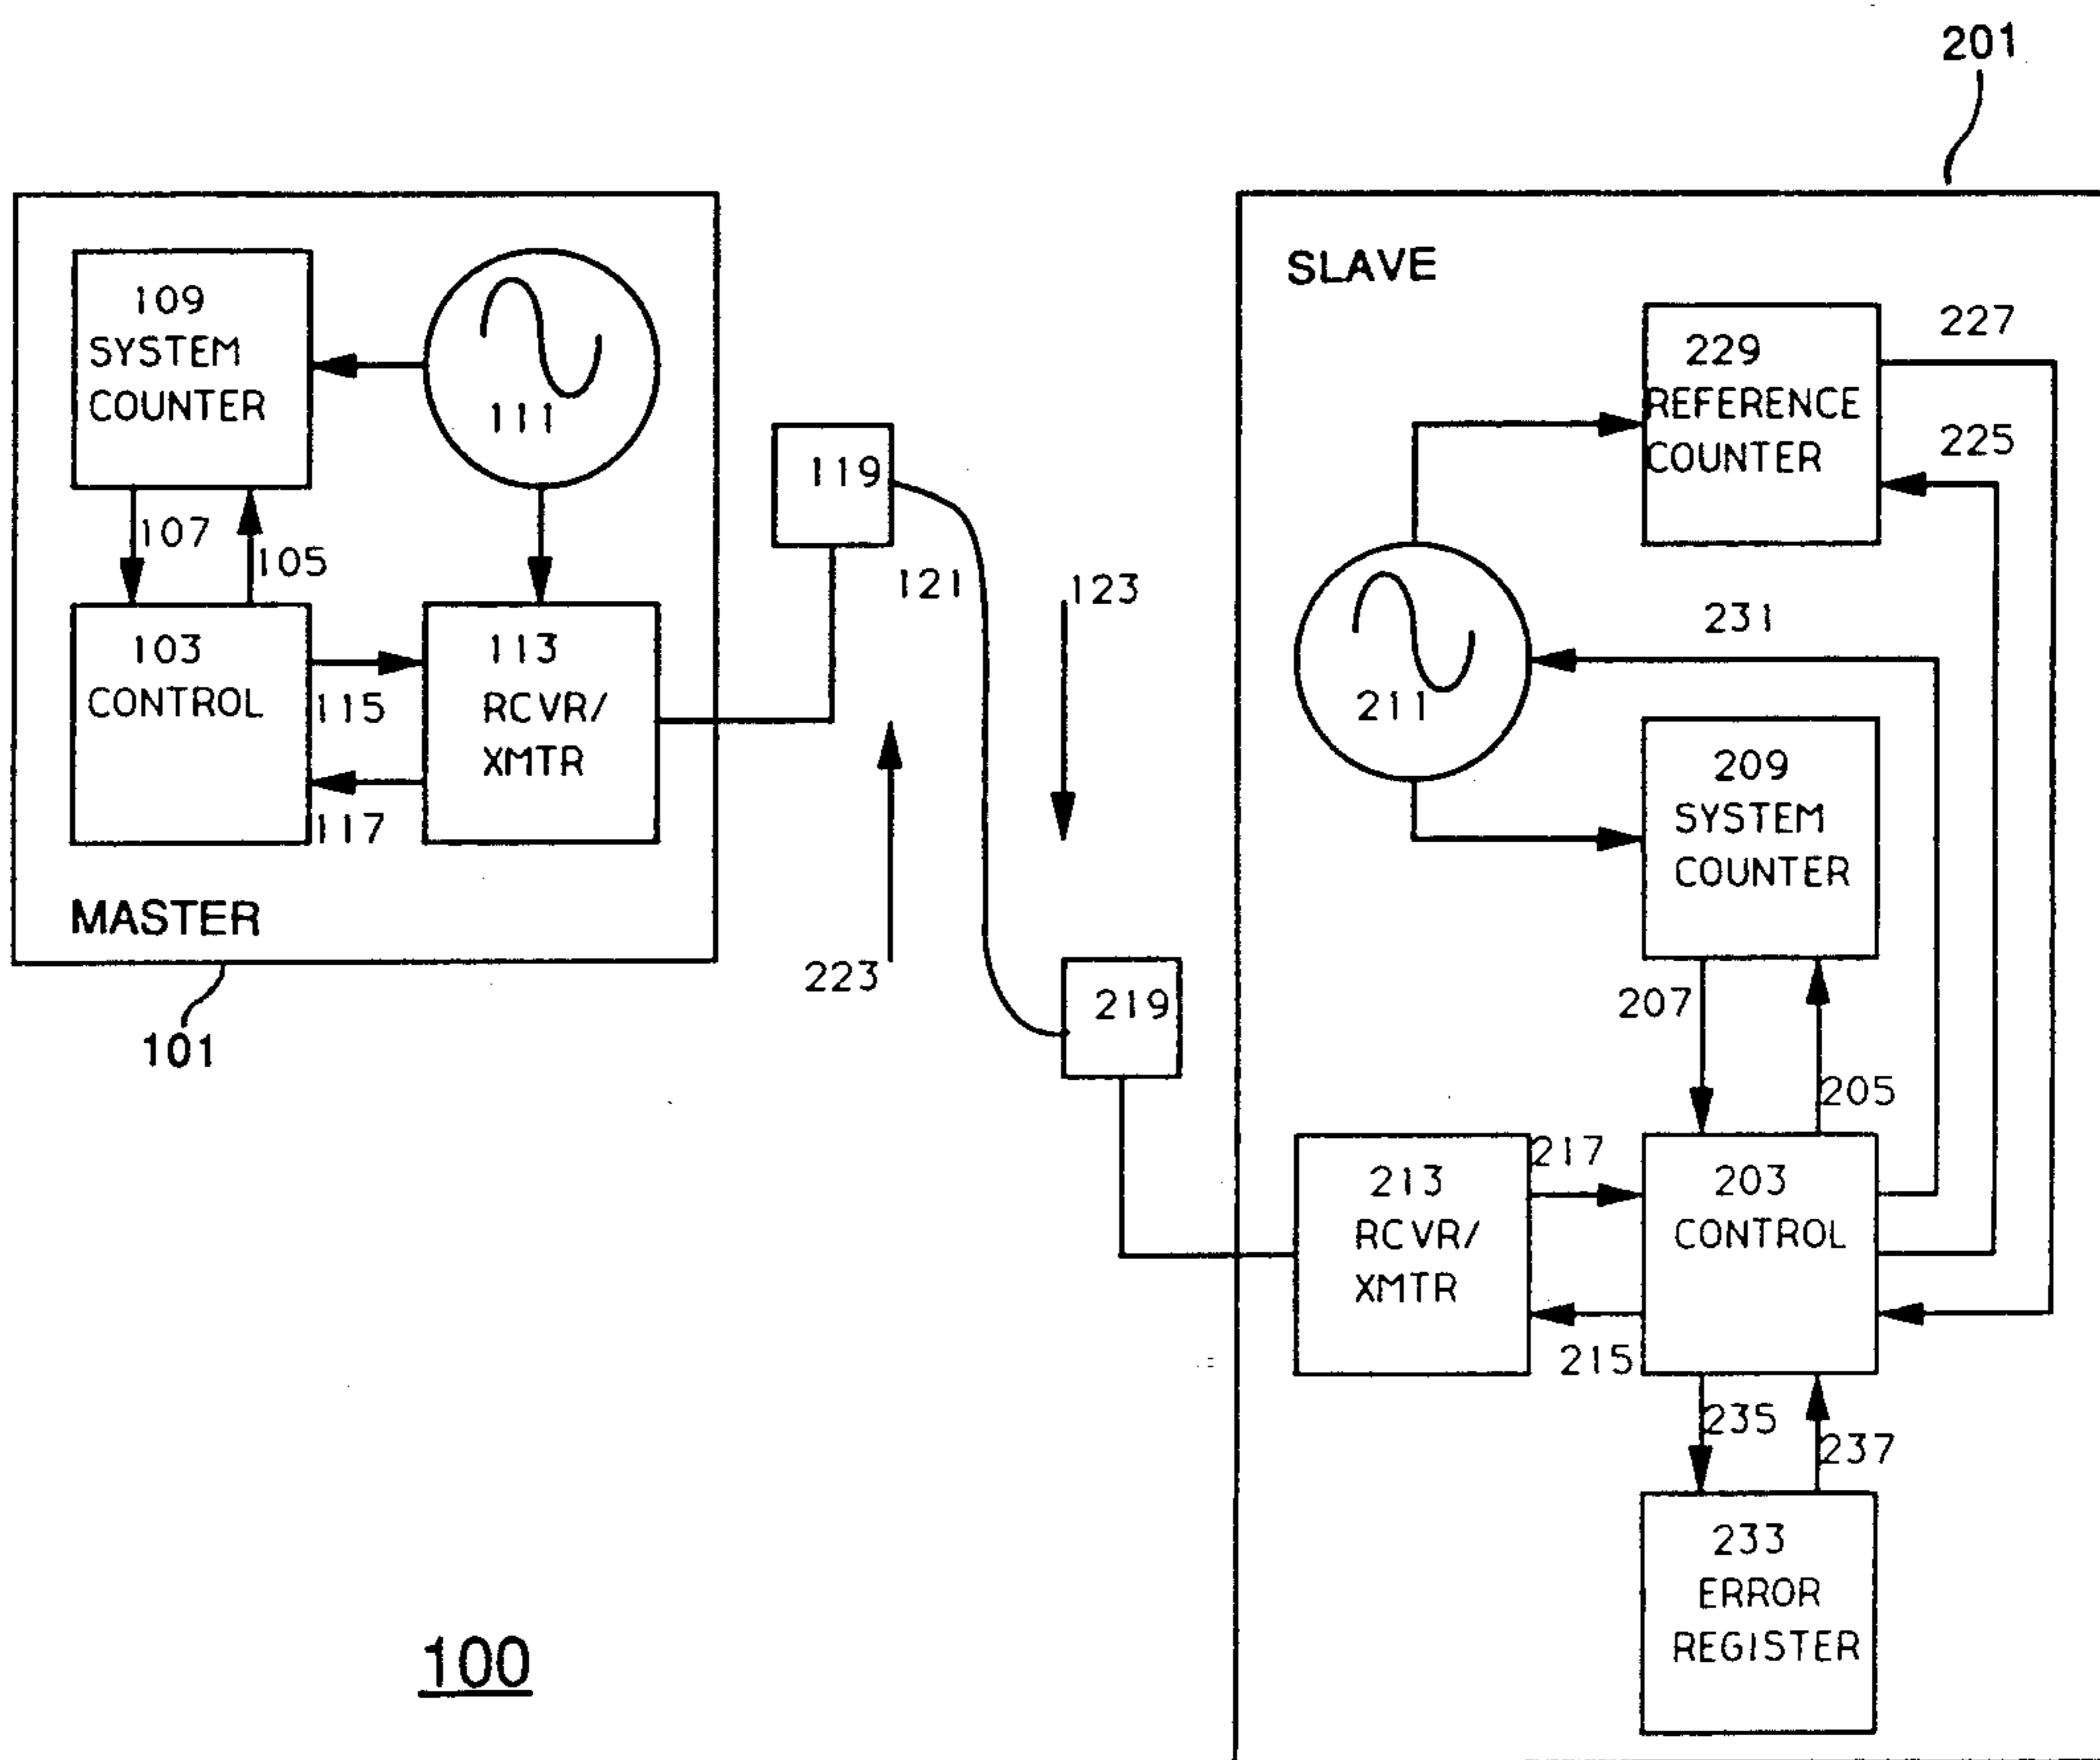 201
109
SYSTEM
COUNTER
111
107
105
103
CONTROL
115
117
113
RCVR/
XMTR
MASTER
101
119
121
123
223
219
SLAVE
229
REFERENCE
COUNTER
227
225
231
211
209
SYSTEM
COUNTER
207
205
217
213
RCVR/
XMTR
203
CONTROL
215
235
237
233
ERROR
REGISTER
100